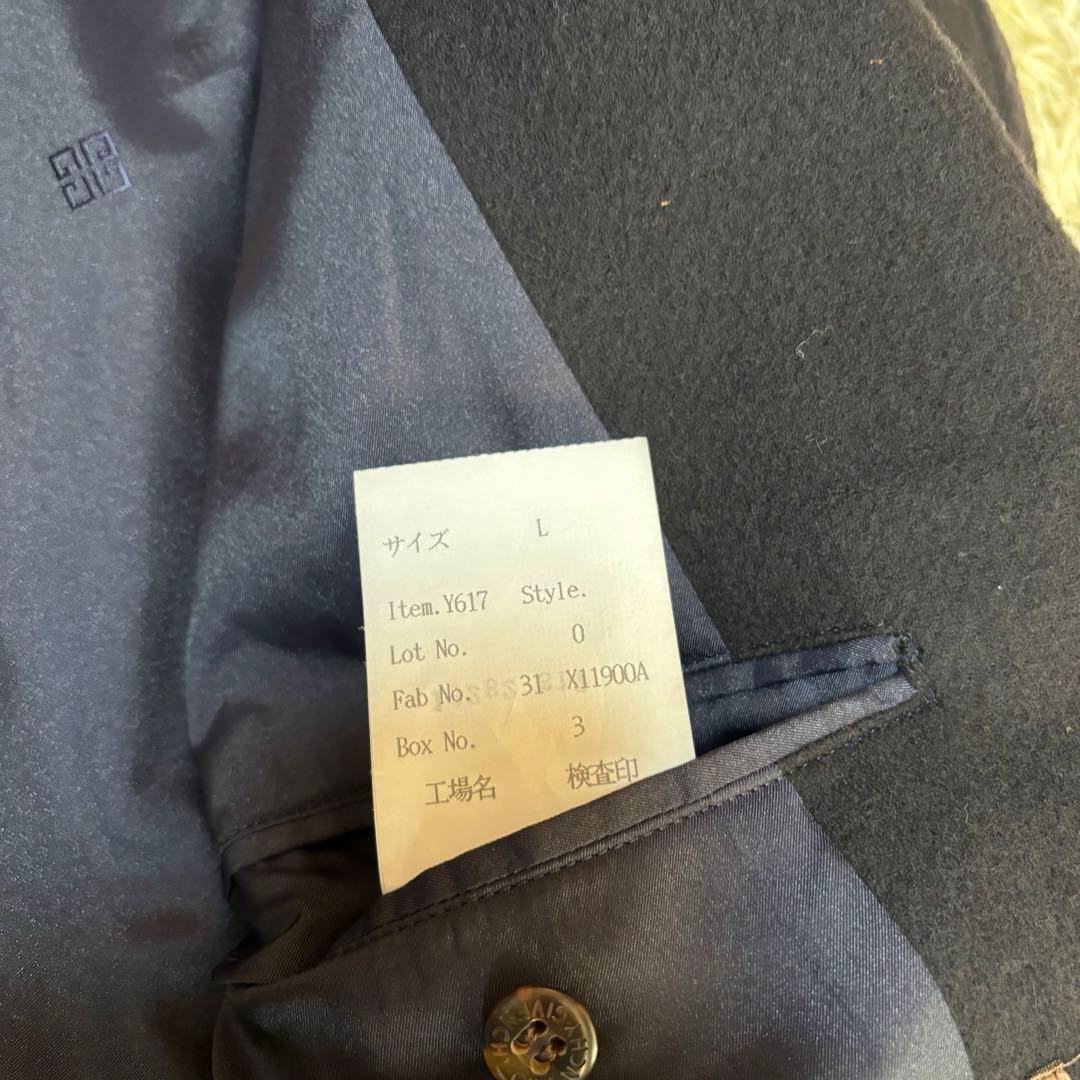 サイズ L
Item.Y617 Style.
Lot No. 0
Fab No. 31 X11900A
Box No. 3
工場名 検査印
GIVENCHY